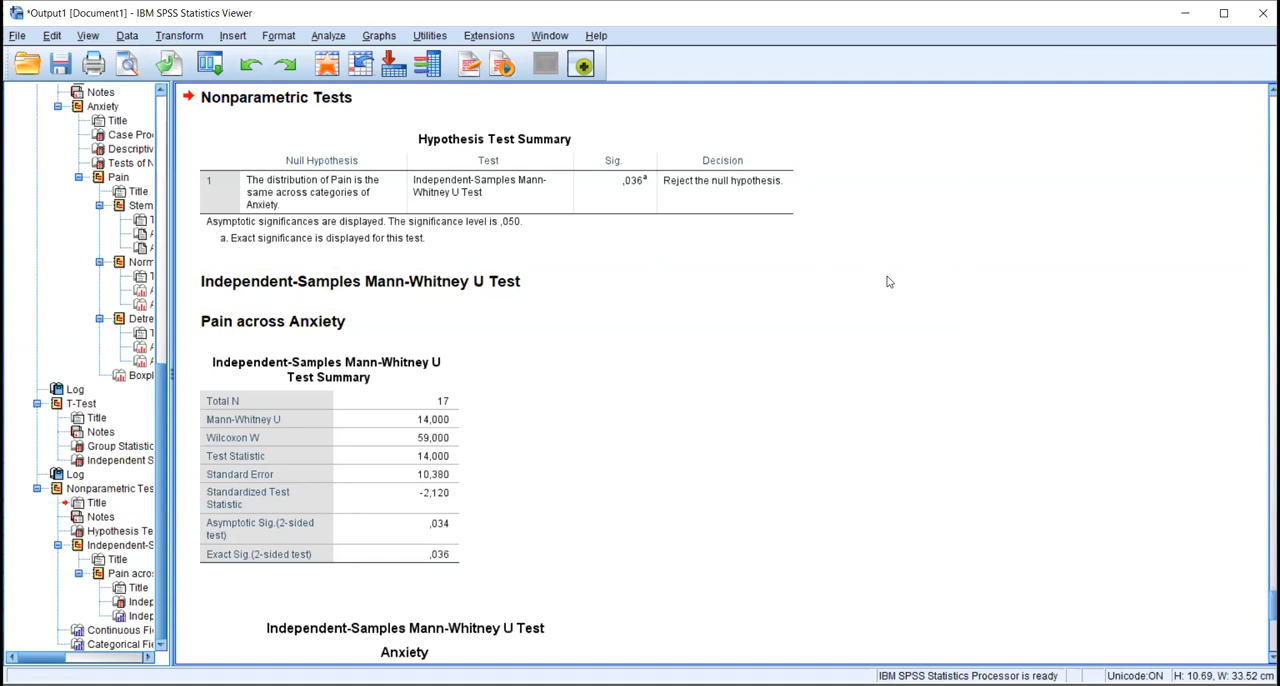 *Output1 [Document1] - IBM SPSS Statistics Viewer
File Edit View Data Transform Insert Format Analyze Graphs Utilities Extensions Window Help
Notes
Anxiety
Title
Case Pro
Descriptiv
Tests of N
Pain
Title
Stem
Norm
Detre
Boxpl
Log
T-Test
Title
Notes
Group Statistic
Independent S
Log
Nonparametric Tes
Title
Notes
Hypothesis Te
Independent-S
Title
Pain acro
Title
Indep
Indep
Continuous Fi
Categorical Fi
Nonparametric Tests
Hypothesis Test Summary
Null Hypothesis Test Sig. Decision
1 The distribution of Pain is the same across categories of Anxiety. Independent-Samples Mann-Whitney U Test ,036a Reject the null hypothesis.
Asymptotic significances are displayed. The significance level is ,050.
a. Exact significance is displayed for this test.
Independent-Samples Mann-Whitney U Test
Pain across Anxiety
Independent-Samples Mann-Whitney U
Test Summary
Total N 17
Mann-Whitney U 14,000
Wilcoxon W 59,000
Test Statistic 14,000
Standard Error 10,380
Standardized Test Statistic -2,120
Asymptotic Sig.(2-sided test) ,034
Exact Sig.(2-sided test) ,036
Independent-Samples Mann-Whitney U Test
Anxiety
IBM SPSS Statistics Processor is ready Unicode:ON H: 10.69, W: 33.52 cm